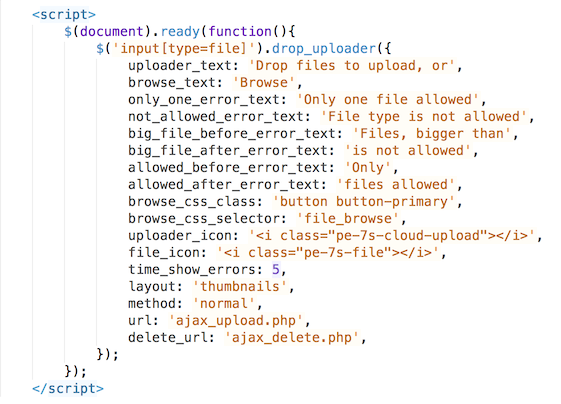 <script>
$(document).ready(function(){
$('input[type=file]').drop_uploader({
uploader_text: 'Drop files to upload, or',
browse_text: 'Browse',
only_one_error_text: 'Only one file allowed',
not_allowed_error_text: 'File type is not allowed',
big_file_before_error_text: 'Files, bigger than',
big_file_after_error_text: 'is not allowed',
allowed_before_error_text: 'Only',
allowed_after_error_text: 'files allowed',
browse_css_class: 'button button-primary',
browse_css_selector: 'file_browse',
uploader_icon: '<i class="pe-7s-cloud-upload"></i>',
file_icon: '<i class="pe-7s-file"></i>',
time_show_errors: 5,
layout: 'thumbnails',
method: 'normal',
url: 'ajax_upload.php',
delete_url: 'ajax_delete.php',
});
});
</script>